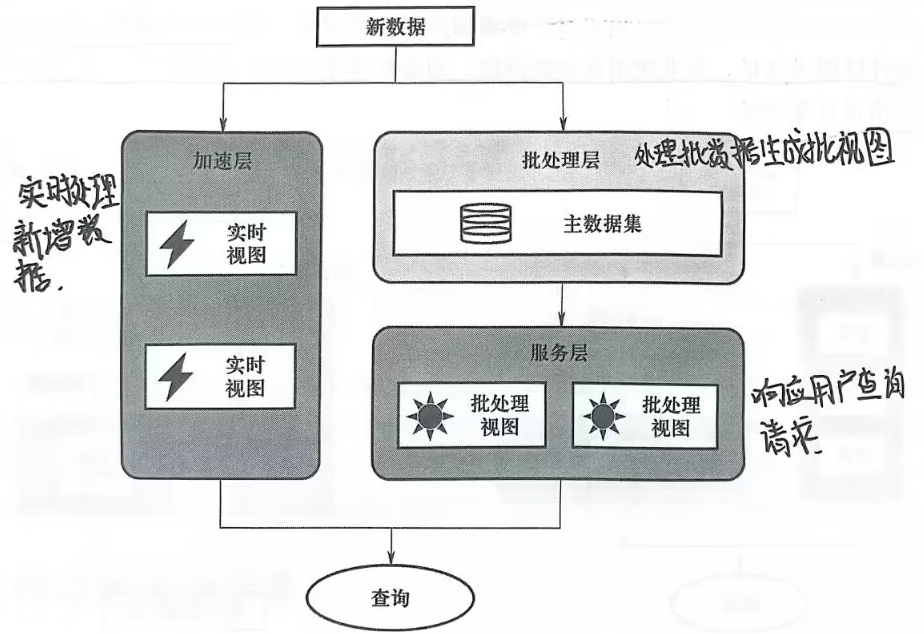 新数据
加速层
批处理层
处理批数据生成批视图
实时处理
新增数
据.
实时
视图
主数据集
实时
视图
服务层
批处理
视图
批处理
视图
响应用户查询
请求
查询